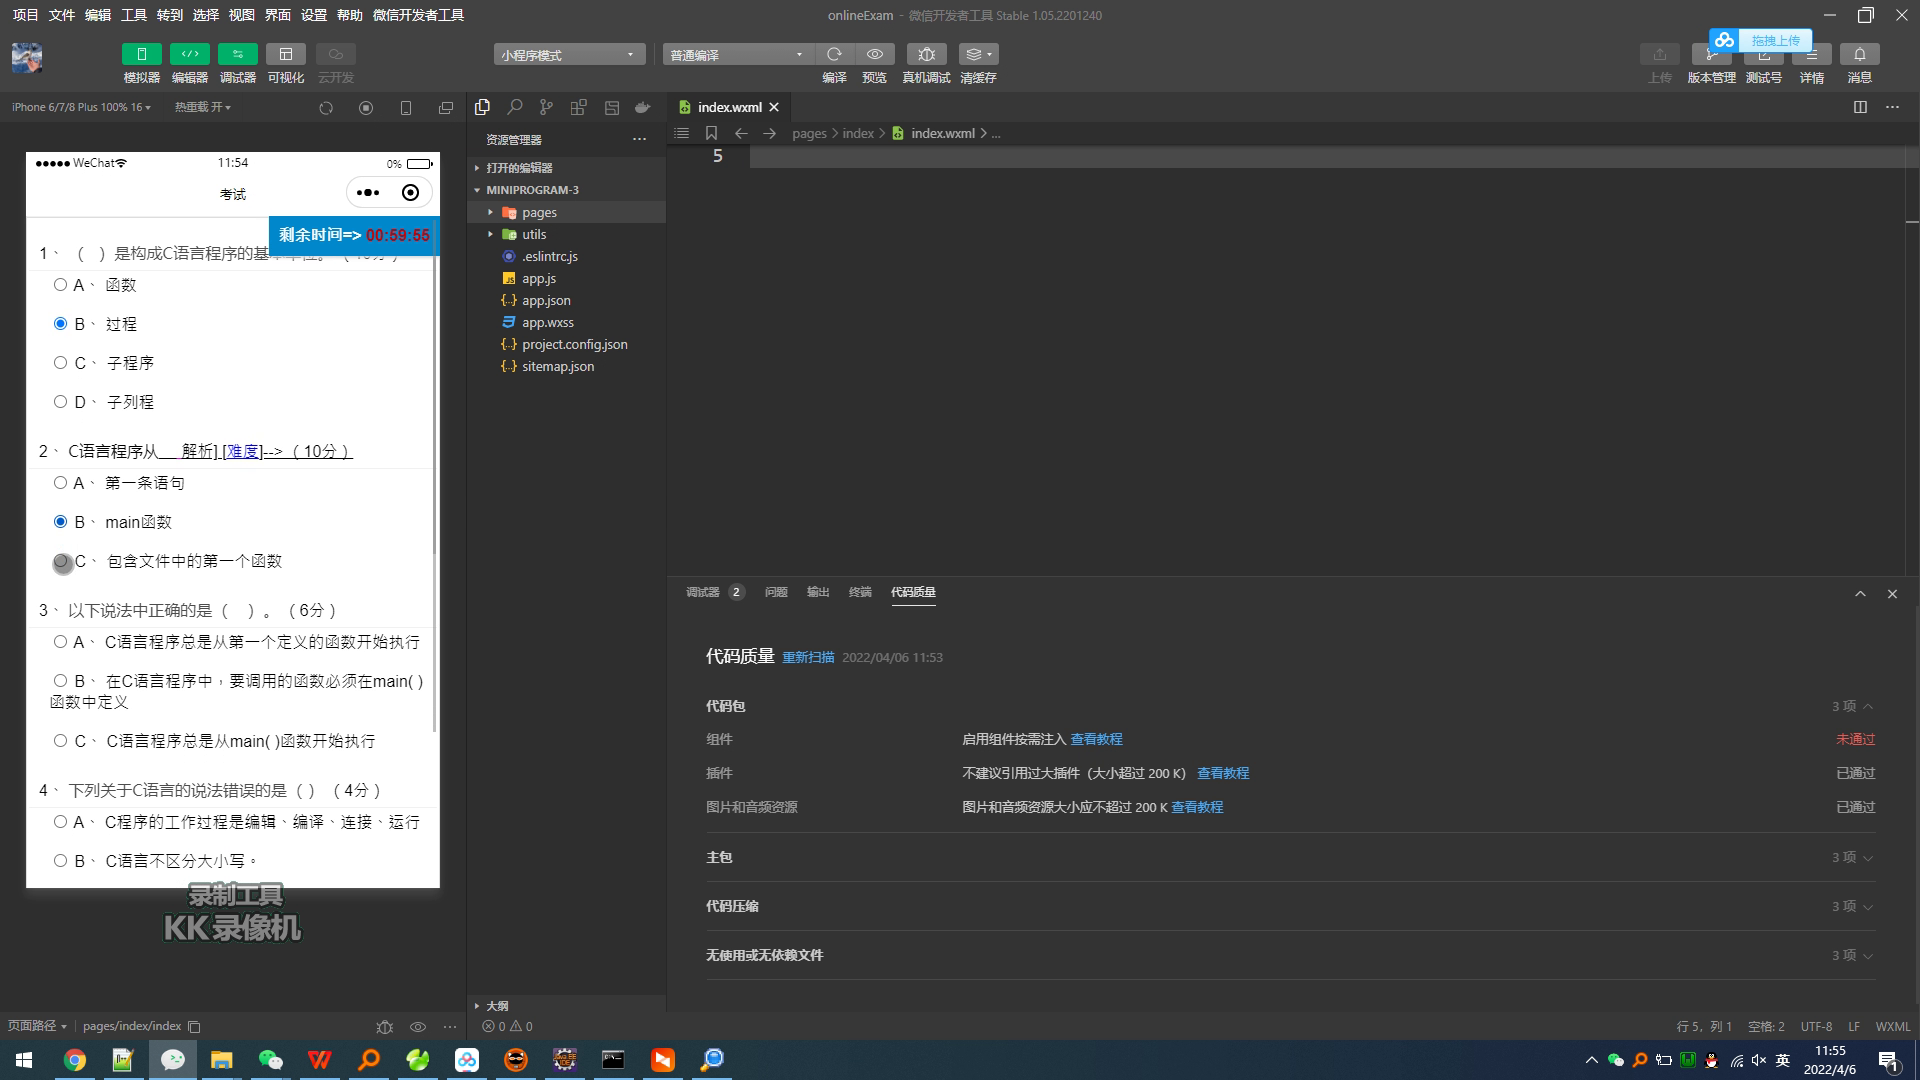 项目 文件 编辑 工具 转到 选择 视图 界面 设置 帮助 微信开发者工具
onlineExam - 微信开发者工具 Stable 1.05.2201240
小程序模式
普通编译
拖拽上传
模拟器 编辑器 调试器 可视化 云开发
编译 预览 真机调试 清缓存
上传 版本管理 测试号 详情 消息
iPhone 6/7/8 Plus 100% 16
热重载 开
index.wxml
资源管理器
pages > index > index.wxml > ...
5
打开的编辑器
MINIPROGRAM-3
pages
utils
.eslintrc.js
app.js
app.json
app.wxss
project.config.json
sitemap.json
大纲
WeChat 11:54 0%
考试
剩余时间=> 00:59:55
1、 （ ）是构成C语言程序的基
A、 函数
B、 过程
C、 子程序
D、 子列程
2、 C语言程序从___解析] [难度]--> （10分）
A、 第一条语句
B、 main函数
C、 包含文件中的第一个函数
3、 以下说法中正确的是（ ）。（6分）
A、 C语言程序总是从第一个定义的函数开始执行
B、 在C语言程序中，要调用的函数必须在main( )
函数中定义
C、 C语言程序总是从main( )函数开始执行
4、 下列关于C语言的说法错误的是（ ） （4分）
A、 C程序的工作过程是编辑、编译、连接、运行
B、 C语言不区分大小写。
录制工具
KK录像机
调试器 2 问题 输出 终端 代码质量
代码质量 重新扫描 2022/04/06 11:53
代码包 3 项
组件 启用组件按需注入 查看教程 未通过
插件 不建议引用过大插件（大小超过 200 K） 查看教程 已通过
图片和音频资源 图片和音频资源大小应不超过 200 K 查看教程 已通过
主包 3 项
代码压缩 3 项
无使用或无依赖文件 3 项
页面路径 pages/index/index
0 0
行 5，列 1 空格: 2 UTF-8 LF WXML
英
11:55
2022/4/6
1